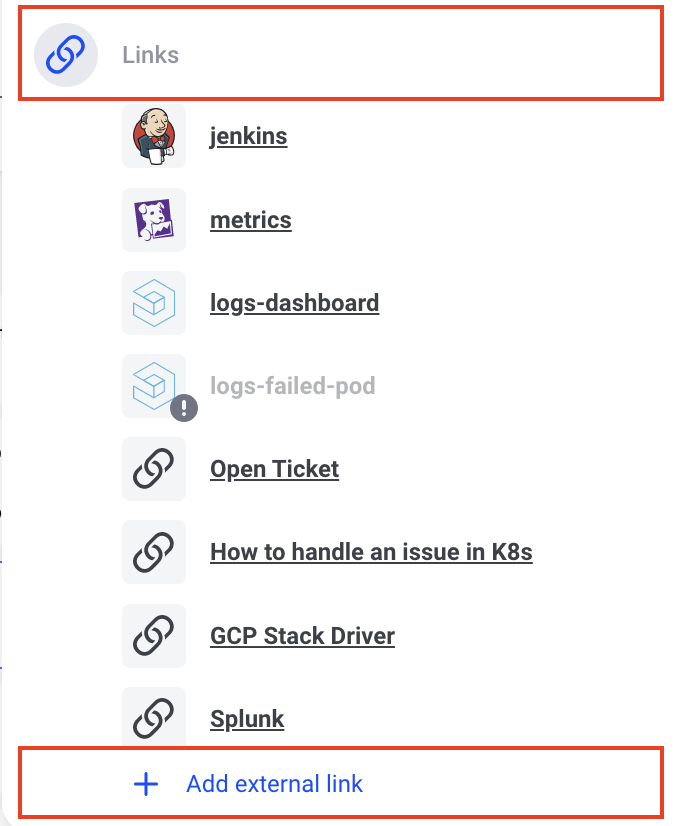 Links
jenkins
metrics
logs-dashboard
logs-failed-pod
Open Ticket
How to handle an issue in K8s
GCP Stack Driver
Splunk
Add external link